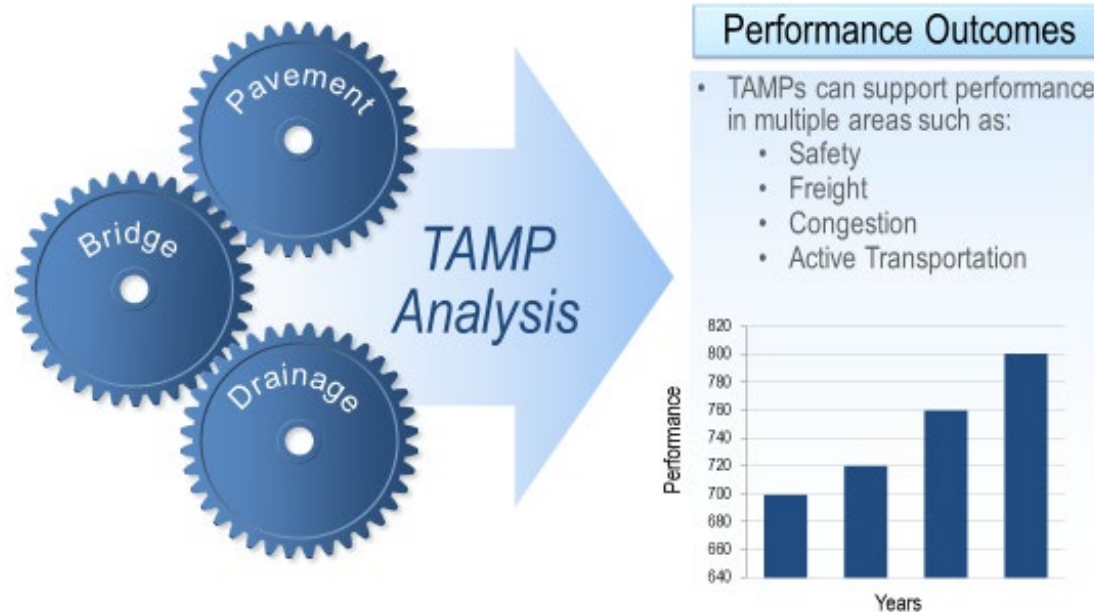 Pavement
Bridge
Drainage
TAMP
Analysis
Performance Outcomes
• TAMPs can support performance
in multiple areas such as:
• Safety
• Freight
• Congestion
• Active Transportation
820
800
780
760
740
720
700
680
660
640
Performance
Years